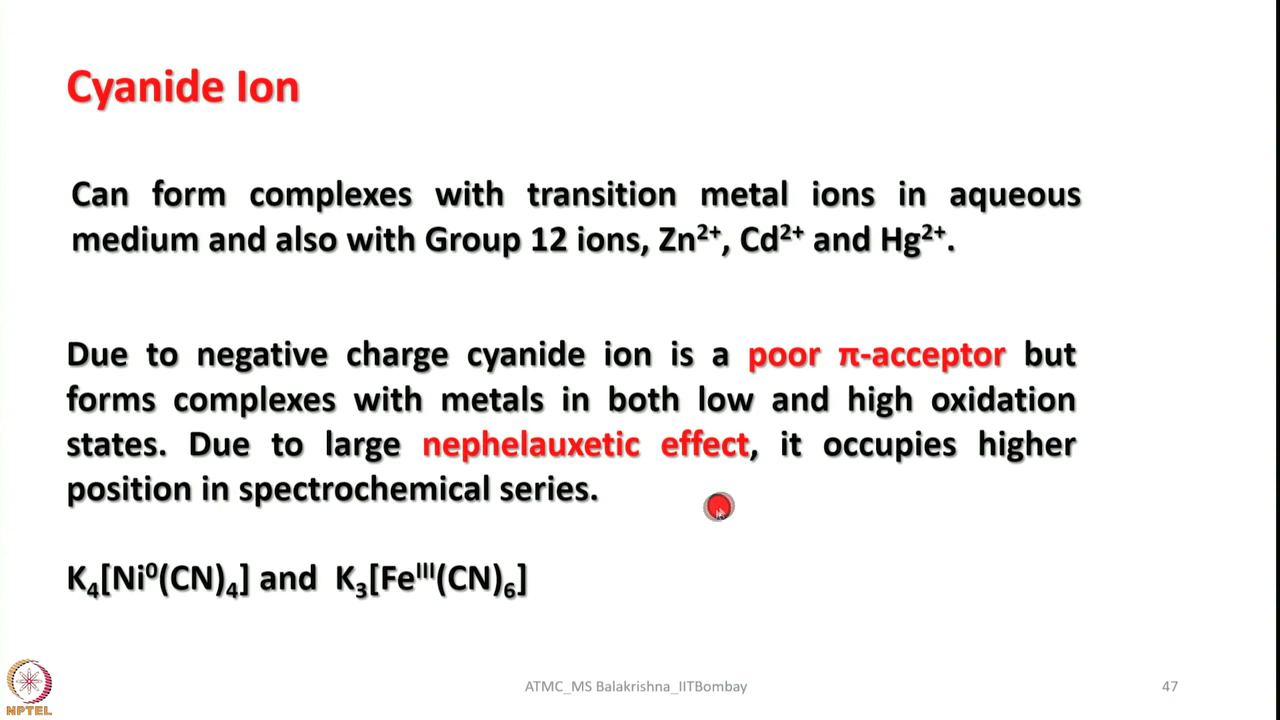 Cyanide Ion
Can form complexes with transition metal ions in aqueous
medium and also with Group 12 ions, Zn²⁺, Cd²⁺ and Hg²⁺.
Due to negative charge cyanide ion is a poor π-acceptor but
forms complexes with metals in both low and high oxidation
states. Due to large nephelauxetic effect, it occupies higher
position in spectrochemical series.
K₄[Ni⁰(CN)₄] and K₃[Feᴵᴵᴵ(CN)₆]
NPTEL
ATMC_MS Balakrishna_IITBombay
47